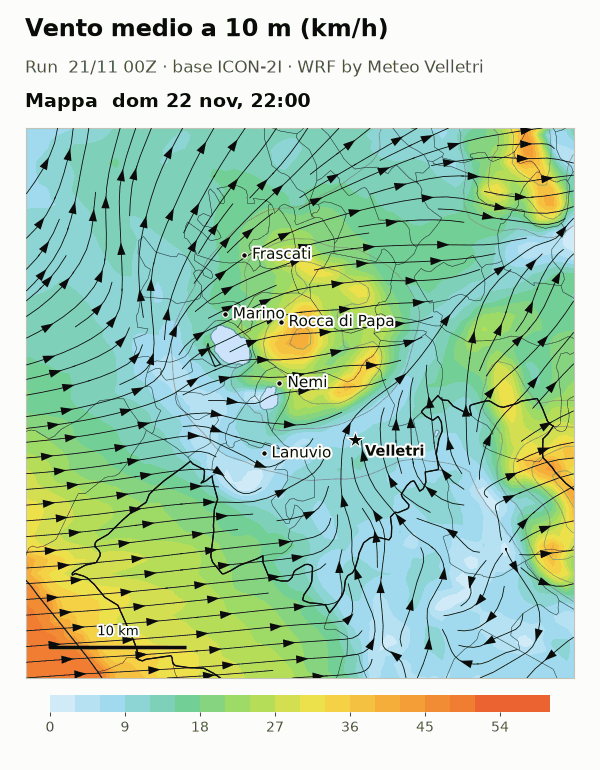 Vento medio a 10 m (km/h)
Run  21/11 00Z · base ICON-2I · WRF by Meteo Velletri
Mappa  dom 22 nov, 22:00
Frascati
Marino
Rocca di Papa
Nemi
Velletri
Lanuvio
10 km
0 9 18 27 36 45 54